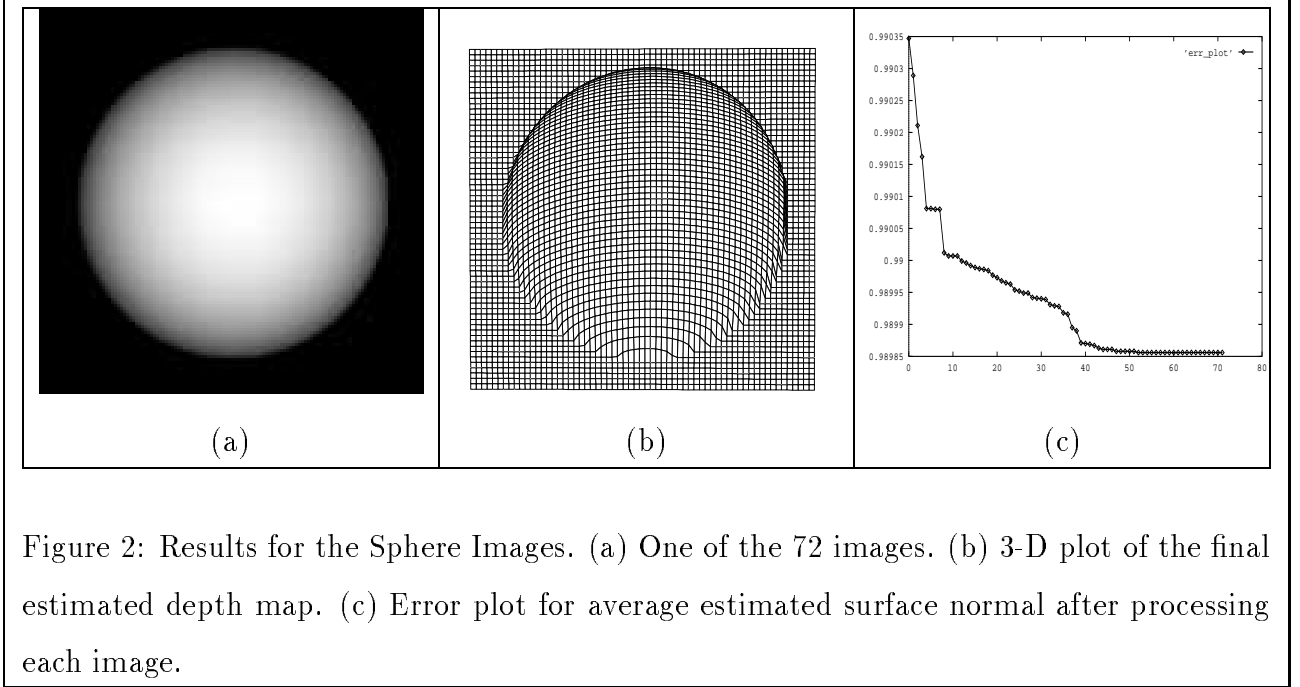 'err_plot'
0.99035
0.9903
0.99025
0.9902
0.99015
0.9901
0.99005
0.99
0.98995
0.9899
0.98985
0 10 20 30 40 50 60 70 80
(a) (b) (c)
Figure 2: Results for the Sphere Images. (a) One of the 72 images. (b) 3-D plot of the final
estimated depth map. (c) Error plot for average estimated surface normal after processing
each image.